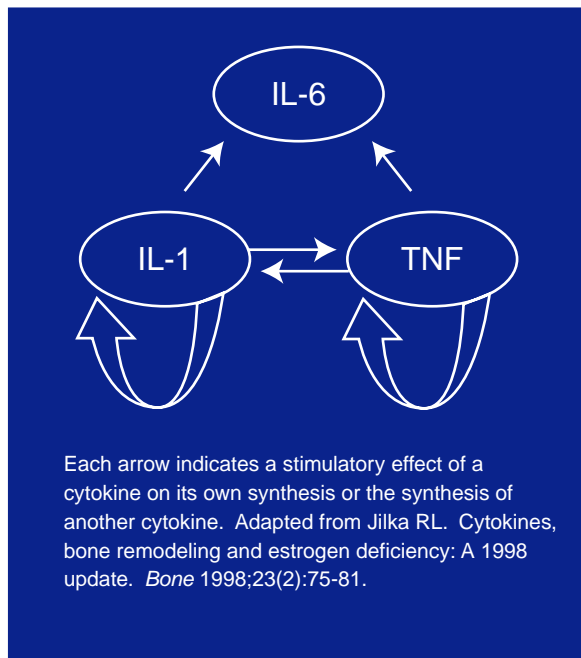 IL-6
IL-1
TNF
Each arrow indicates a stimulatory effect of a
cytokine on its own synthesis or the synthesis of
another cytokine.  Adapted from Jilka RL.  Cytokines,
bone remodeling and estrogen deficiency: A 1998
update.  Bone 1998;23(2):75-81.